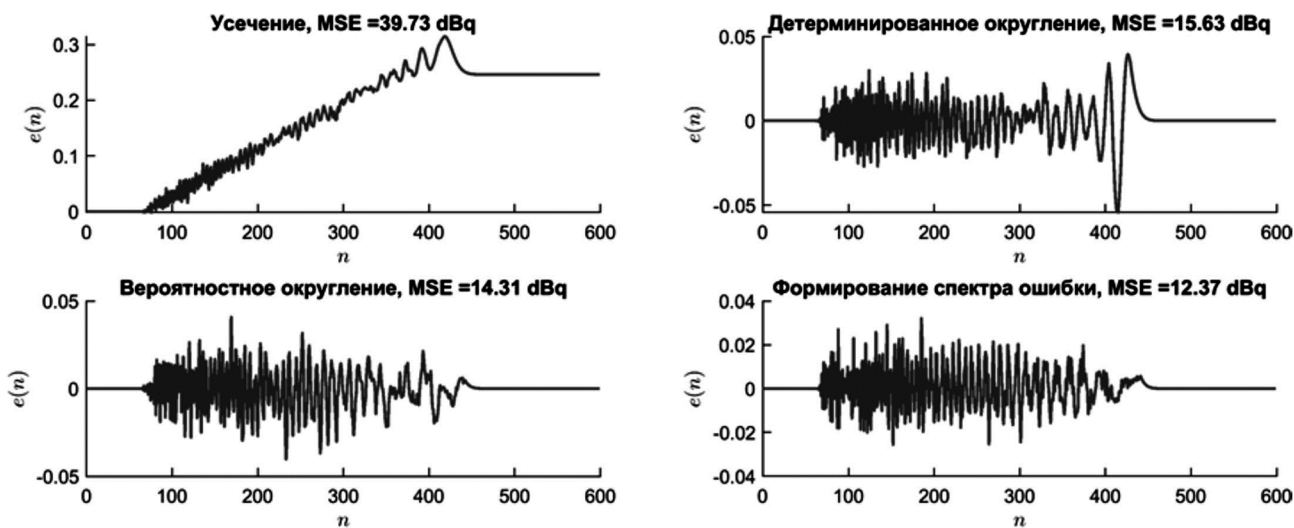 Усечение, MSE =39.73 dBq
0.3
0.2
0.1
0
e(n)
0 100 200 300 400 500 600
n
Детерминированное округление, MSE =15.63 dBq
0.05
0
-0.05
e(n)
0 100 200 300 400 500 600
n
Вероятностное округление, MSE =14.31 dBq
0.05
0
-0.05
e(n)
0 100 200 300 400 500 600
n
Формирование спектра ошибки, MSE =12.37 dBq
0.04
0.02
0
-0.02
-0.04
e(n)
0 100 200 300 400 500 600
n